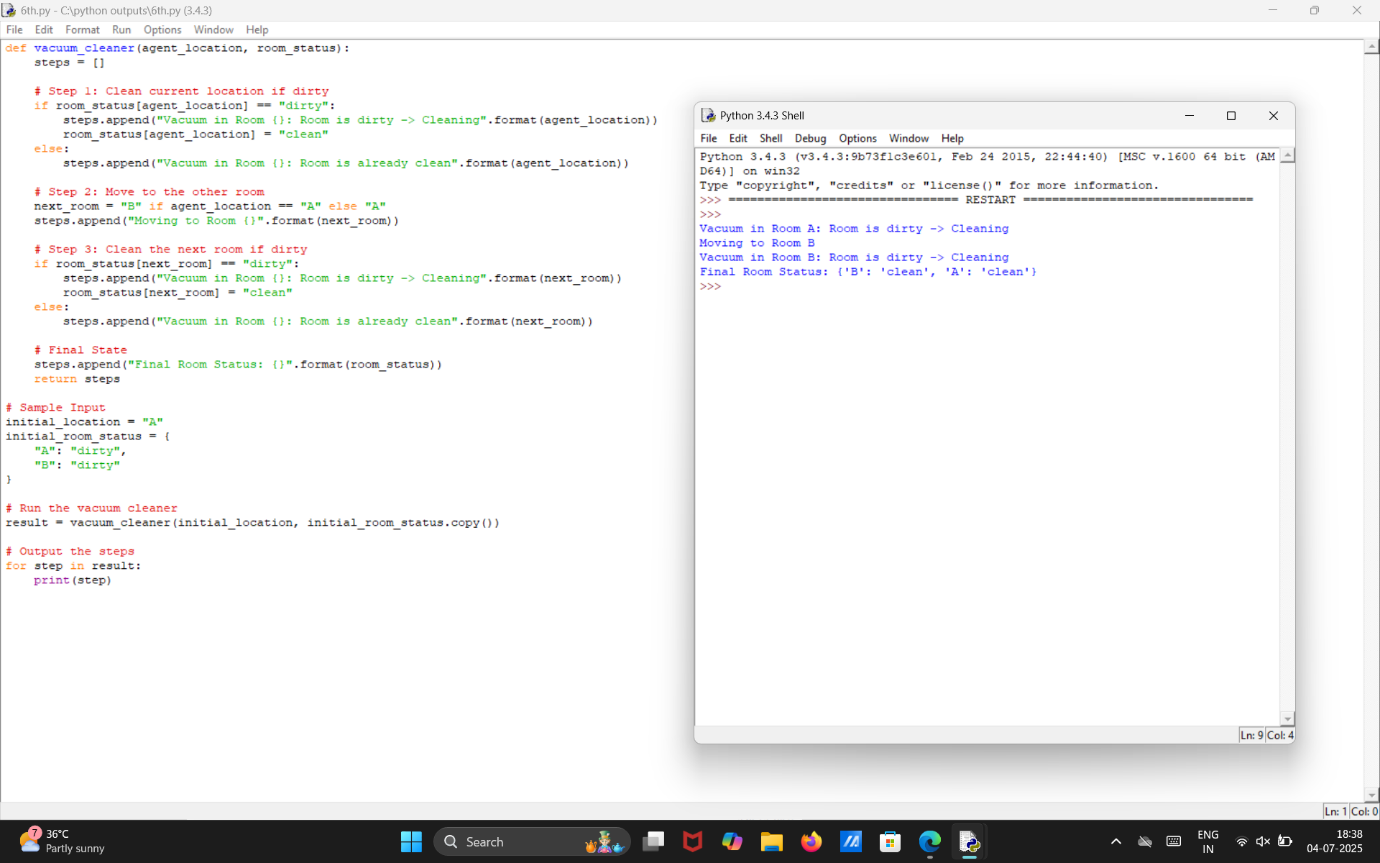 6th.py - C:\python outputs\6th.py (3.4.3)
File Edit Format Run Options Window Help
def vacuum_cleaner(agent_location, room_status):
    steps = []

    # Step 1: Clean current location if dirty
    if room_status[agent_location] == "dirty":
        steps.append("Vacuum in Room {}: Room is dirty -> Cleaning".format(agent_location))
        room_status[agent_location] = "clean"
    else:
        steps.append("Vacuum in Room {}: Room is already clean".format(agent_location))

    # Step 2: Move to the other room
    next_room = "B" if agent_location == "A" else "A"
    steps.append("Moving to Room {}".format(next_room))

    # Step 3: Clean the next room if dirty
    if room_status[next_room] == "dirty":
        steps.append("Vacuum in Room {}: Room is dirty -> Cleaning".format(next_room))
        room_status[next_room] = "clean"
    else:
        steps.append("Vacuum in Room {}: Room is already clean".format(next_room))

    # Final State
    steps.append("Final Room Status: {}".format(room_status))
    return steps

# Sample Input
initial_location = "A"
initial_room_status = {
    "A": "dirty",
    "B": "dirty"
}

# Run the vacuum cleaner
result = vacuum_cleaner(initial_location, initial_room_status.copy())

# Output the steps
for step in result:
    print(step)
Python 3.4.3 Shell
File Edit Shell Debug Options Window Help
Python 3.4.3 (v3.4.3:9b73f1c3e601, Feb 24 2015, 22:44:40) [MSC v.1600 64 bit (AM
D64)] on win32
Type "copyright", "credits" or "license()" for more information.
>>> ================================ RESTART ================================
>>>
Vacuum in Room A: Room is dirty -> Cleaning
Moving to Room B
Vacuum in Room B: Room is dirty -> Cleaning
Final Room Status: {'B': 'clean', 'A': 'clean'}
>>>
Ln: 9 Col: 4
Ln: 1 Col: 0
7
36°C
Partly sunny
Search
ENG
IN
18:38
04-07-2025